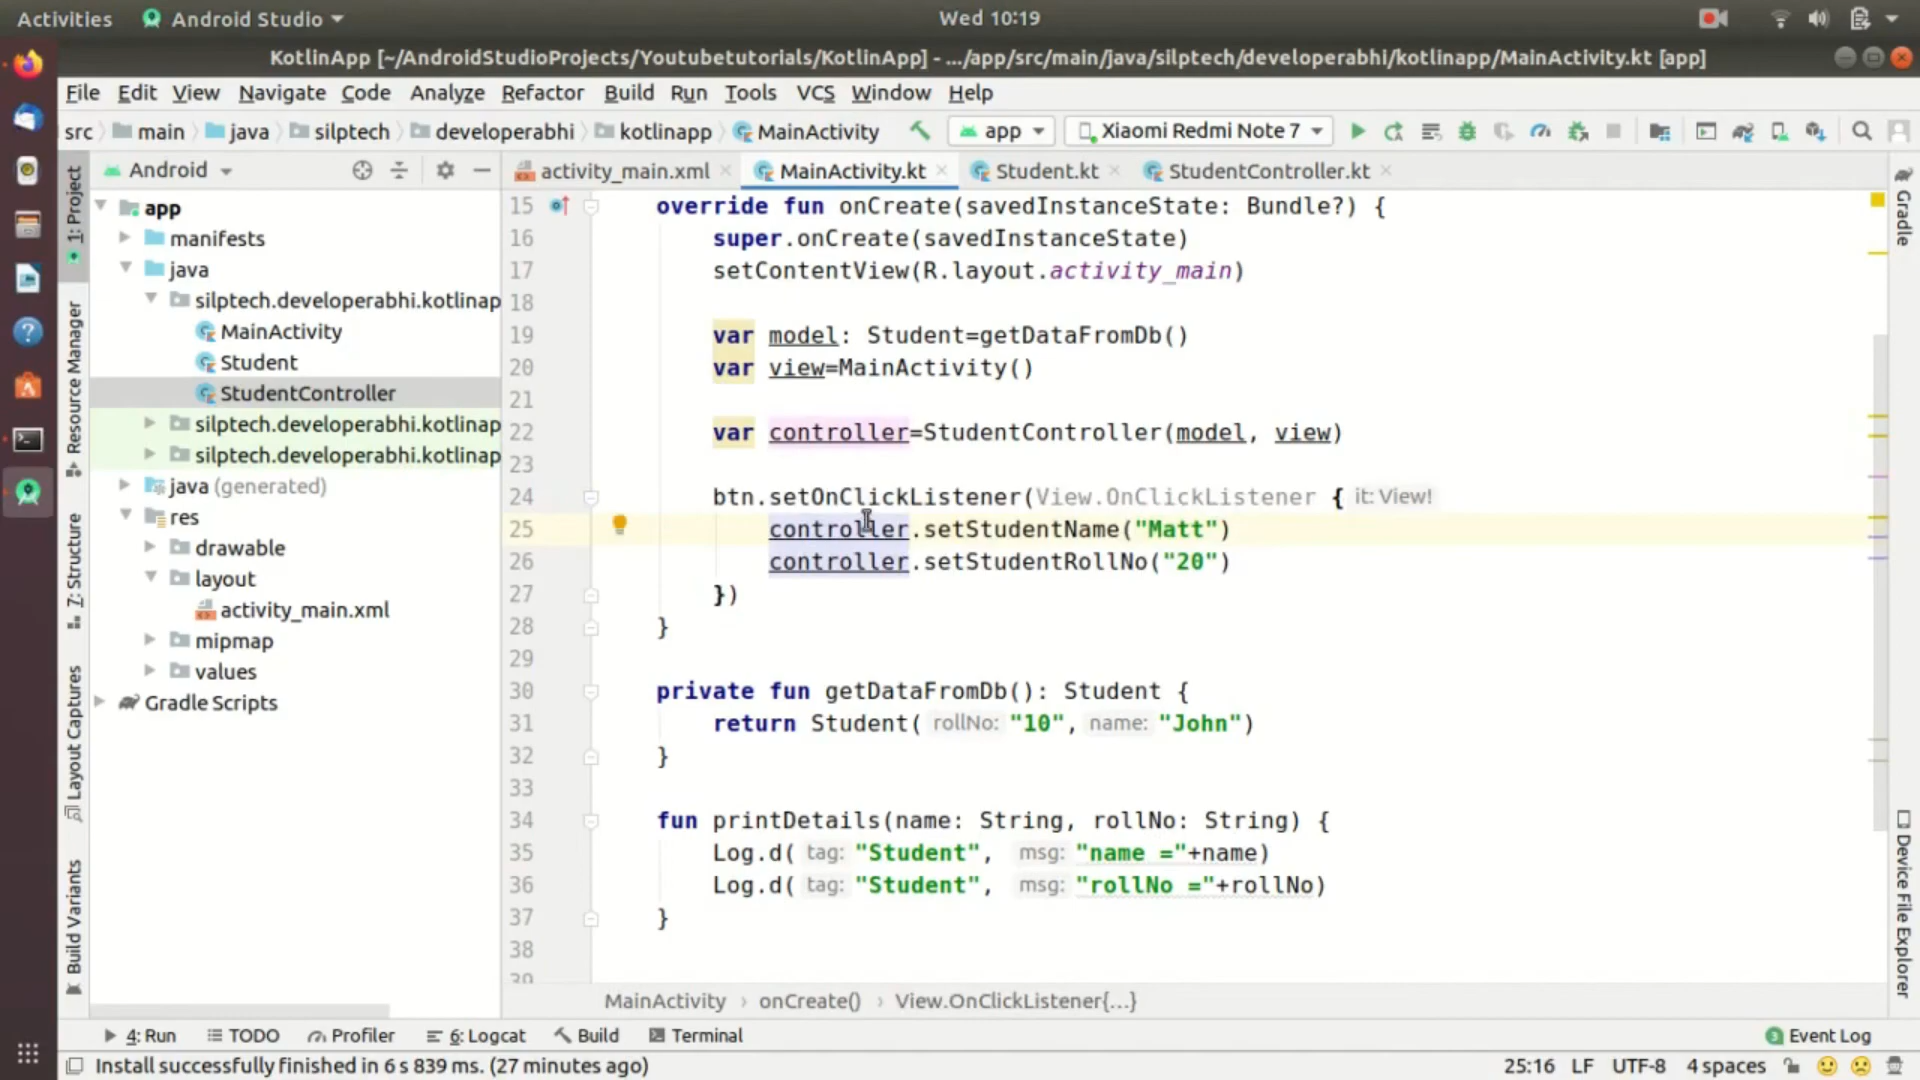 Activities
Android Studio
Wed 10:19
KotlinApp [~/AndroidStudioProjects/Youtubetutorials/KotlinApp] - .../app/src/main/java/silptech/developerabhi/kotlinapp/MainActivity.kt [app]
File Edit View Navigate Code Analyze Refactor Build Run Tools VCS Window Help
src main java silptech developerabhi kotlinapp MainActivity app Xiaomi Redmi Note 7
Android
activity_main.xml MainActivity.kt Student.kt StudentController.kt
1: Project
Resource Manager
7: Structure
Layout Captures
Build Variants
app
manifests
java
silptech.developerabhi.kotlinap
MainActivity
Student
StudentController
silptech.developerabhi.kotlinap
silptech.developerabhi.kotlinap
java (generated)
res
drawable
layout
activity_main.xml
mipmap
values
Gradle Scripts
15 override fun onCreate(savedInstanceState: Bundle?) {
16 super.onCreate(savedInstanceState)
17 setContentView(R.layout.activity_main)
18
19 var model: Student=getDataFromDb()
20 var view=MainActivity()
21
22 var controller=StudentController(model, view)
23
24 btn.setOnClickListener(View.OnClickListener { it: View!
25 controller.setStudentName("Matt")
26 controller.setStudentRollNo("20")
27 })
28 }
29
30 private fun getDataFromDb(): Student {
31 return Student( rollNo: "10", name: "John")
32 }
33
34 fun printDetails(name: String, rollNo: String) {
35 Log.d( tag: "Student", msg: "name ="+name)
36 Log.d( tag: "Student", msg: "rollNo ="+rollNo)
37 }
38
39
Gradle
Device File Explorer
MainActivity › onCreate() › View.OnClickListener{...}
4: Run TODO Profiler 6: Logcat Build Terminal
3 Event Log
Install successfully finished in 6 s 839 ms. (27 minutes ago)
25:16 LF UTF-8 4 spaces